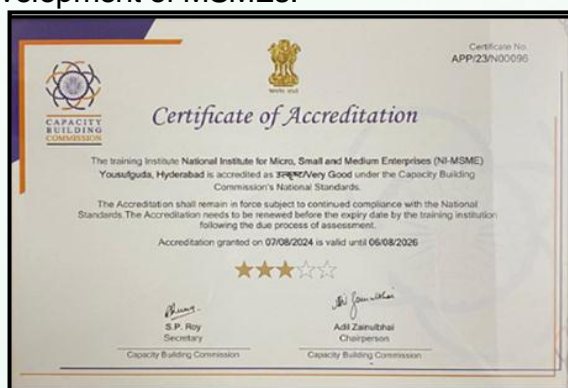 velopment of MSMEs.
Certificate No.
APP/23/N00096
CAPACITY
BUILDING
COMMISSION
Certificate of Accreditation
The training Institute National Institute for Micro, Small and Medium Enterprises (NI-MSME)
Yousufguda, Hyderabad is accredited as उत्कृष्ट/Very Good under the Capacity Building
Commission's National Standards.
The Accreditation shall remain in force subject to continued compliance with the National
Standards. The Accreditation needs to be renewed before the expiry date by the training institution
following the due process of assessment.
Accreditation granted on 07/08/2024 is valid until 06/08/2026
S.P. Roy
Secretary
Capacity Building Commission
Adil Zainulbhai
Chairperson
Capacity Building Commission